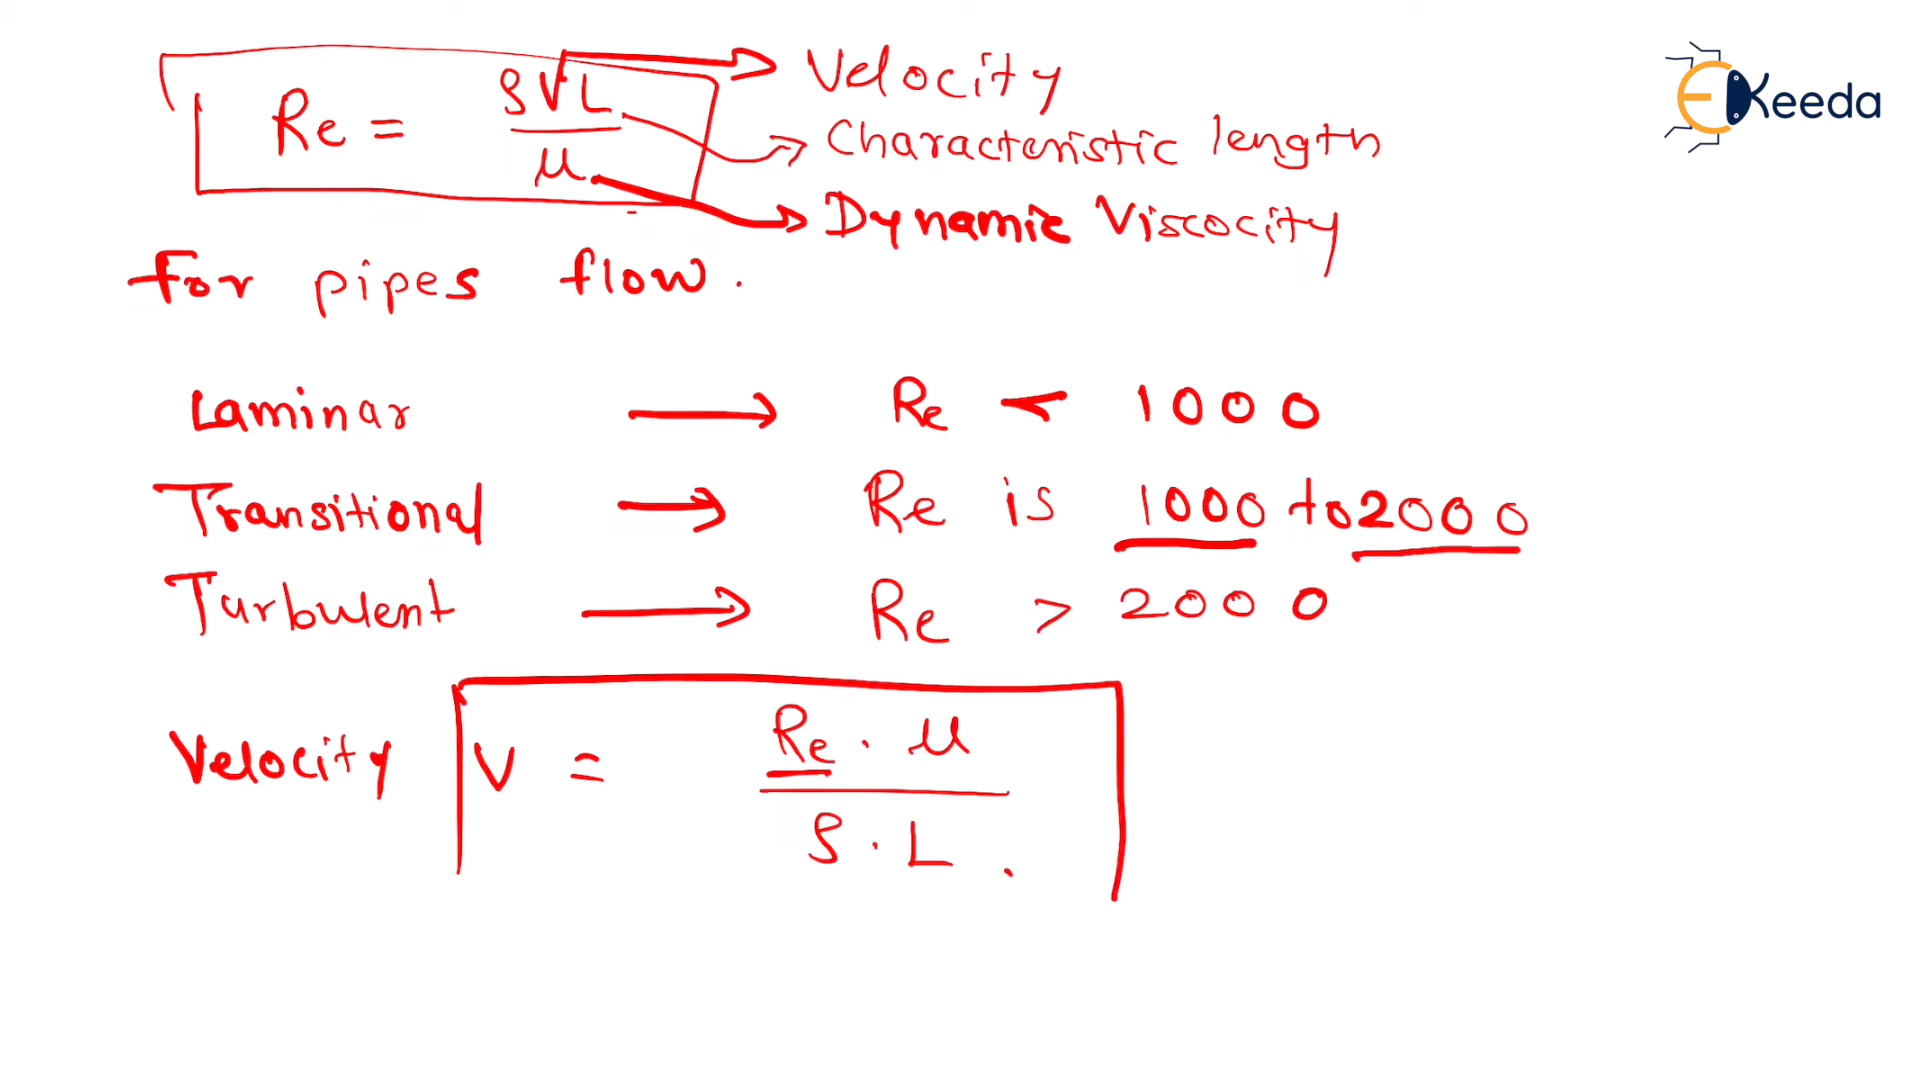 Re = ρVL / μ
Velocity
Characteristic length
Dynamic Viscocity
EKeeda
For pipes flow.
Laminar → Re < 1000
Transitional → Re is 1000 to 2000
Turbulent → Re > 2000
Velocity V = Re · μ / ρ · L .